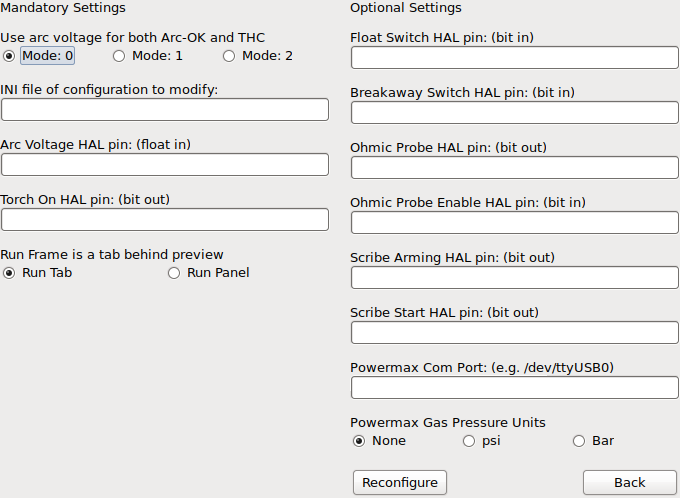 Mandatory Settings
Use arc voltage for both Arc-OK and THC
Mode: 0 Mode: 1 Mode: 2
INI file of configuration to modify:
Arc Voltage HAL pin: (float in)
Torch On HAL pin: (bit out)
Run Frame is a tab behind preview
Run Tab Run Panel
Optional Settings
Float Switch HAL pin: (bit in)
Breakaway Switch HAL pin: (bit in)
Ohmic Probe HAL pin: (bit out)
Ohmic Probe Enable HAL pin: (bit in)
Scribe Arming HAL pin: (bit out)
Scribe Start HAL pin: (bit out)
Powermax Com Port: (e.g. /dev/ttyUSB0)
Powermax Gas Pressure Units
None psi Bar
Reconfigure Back